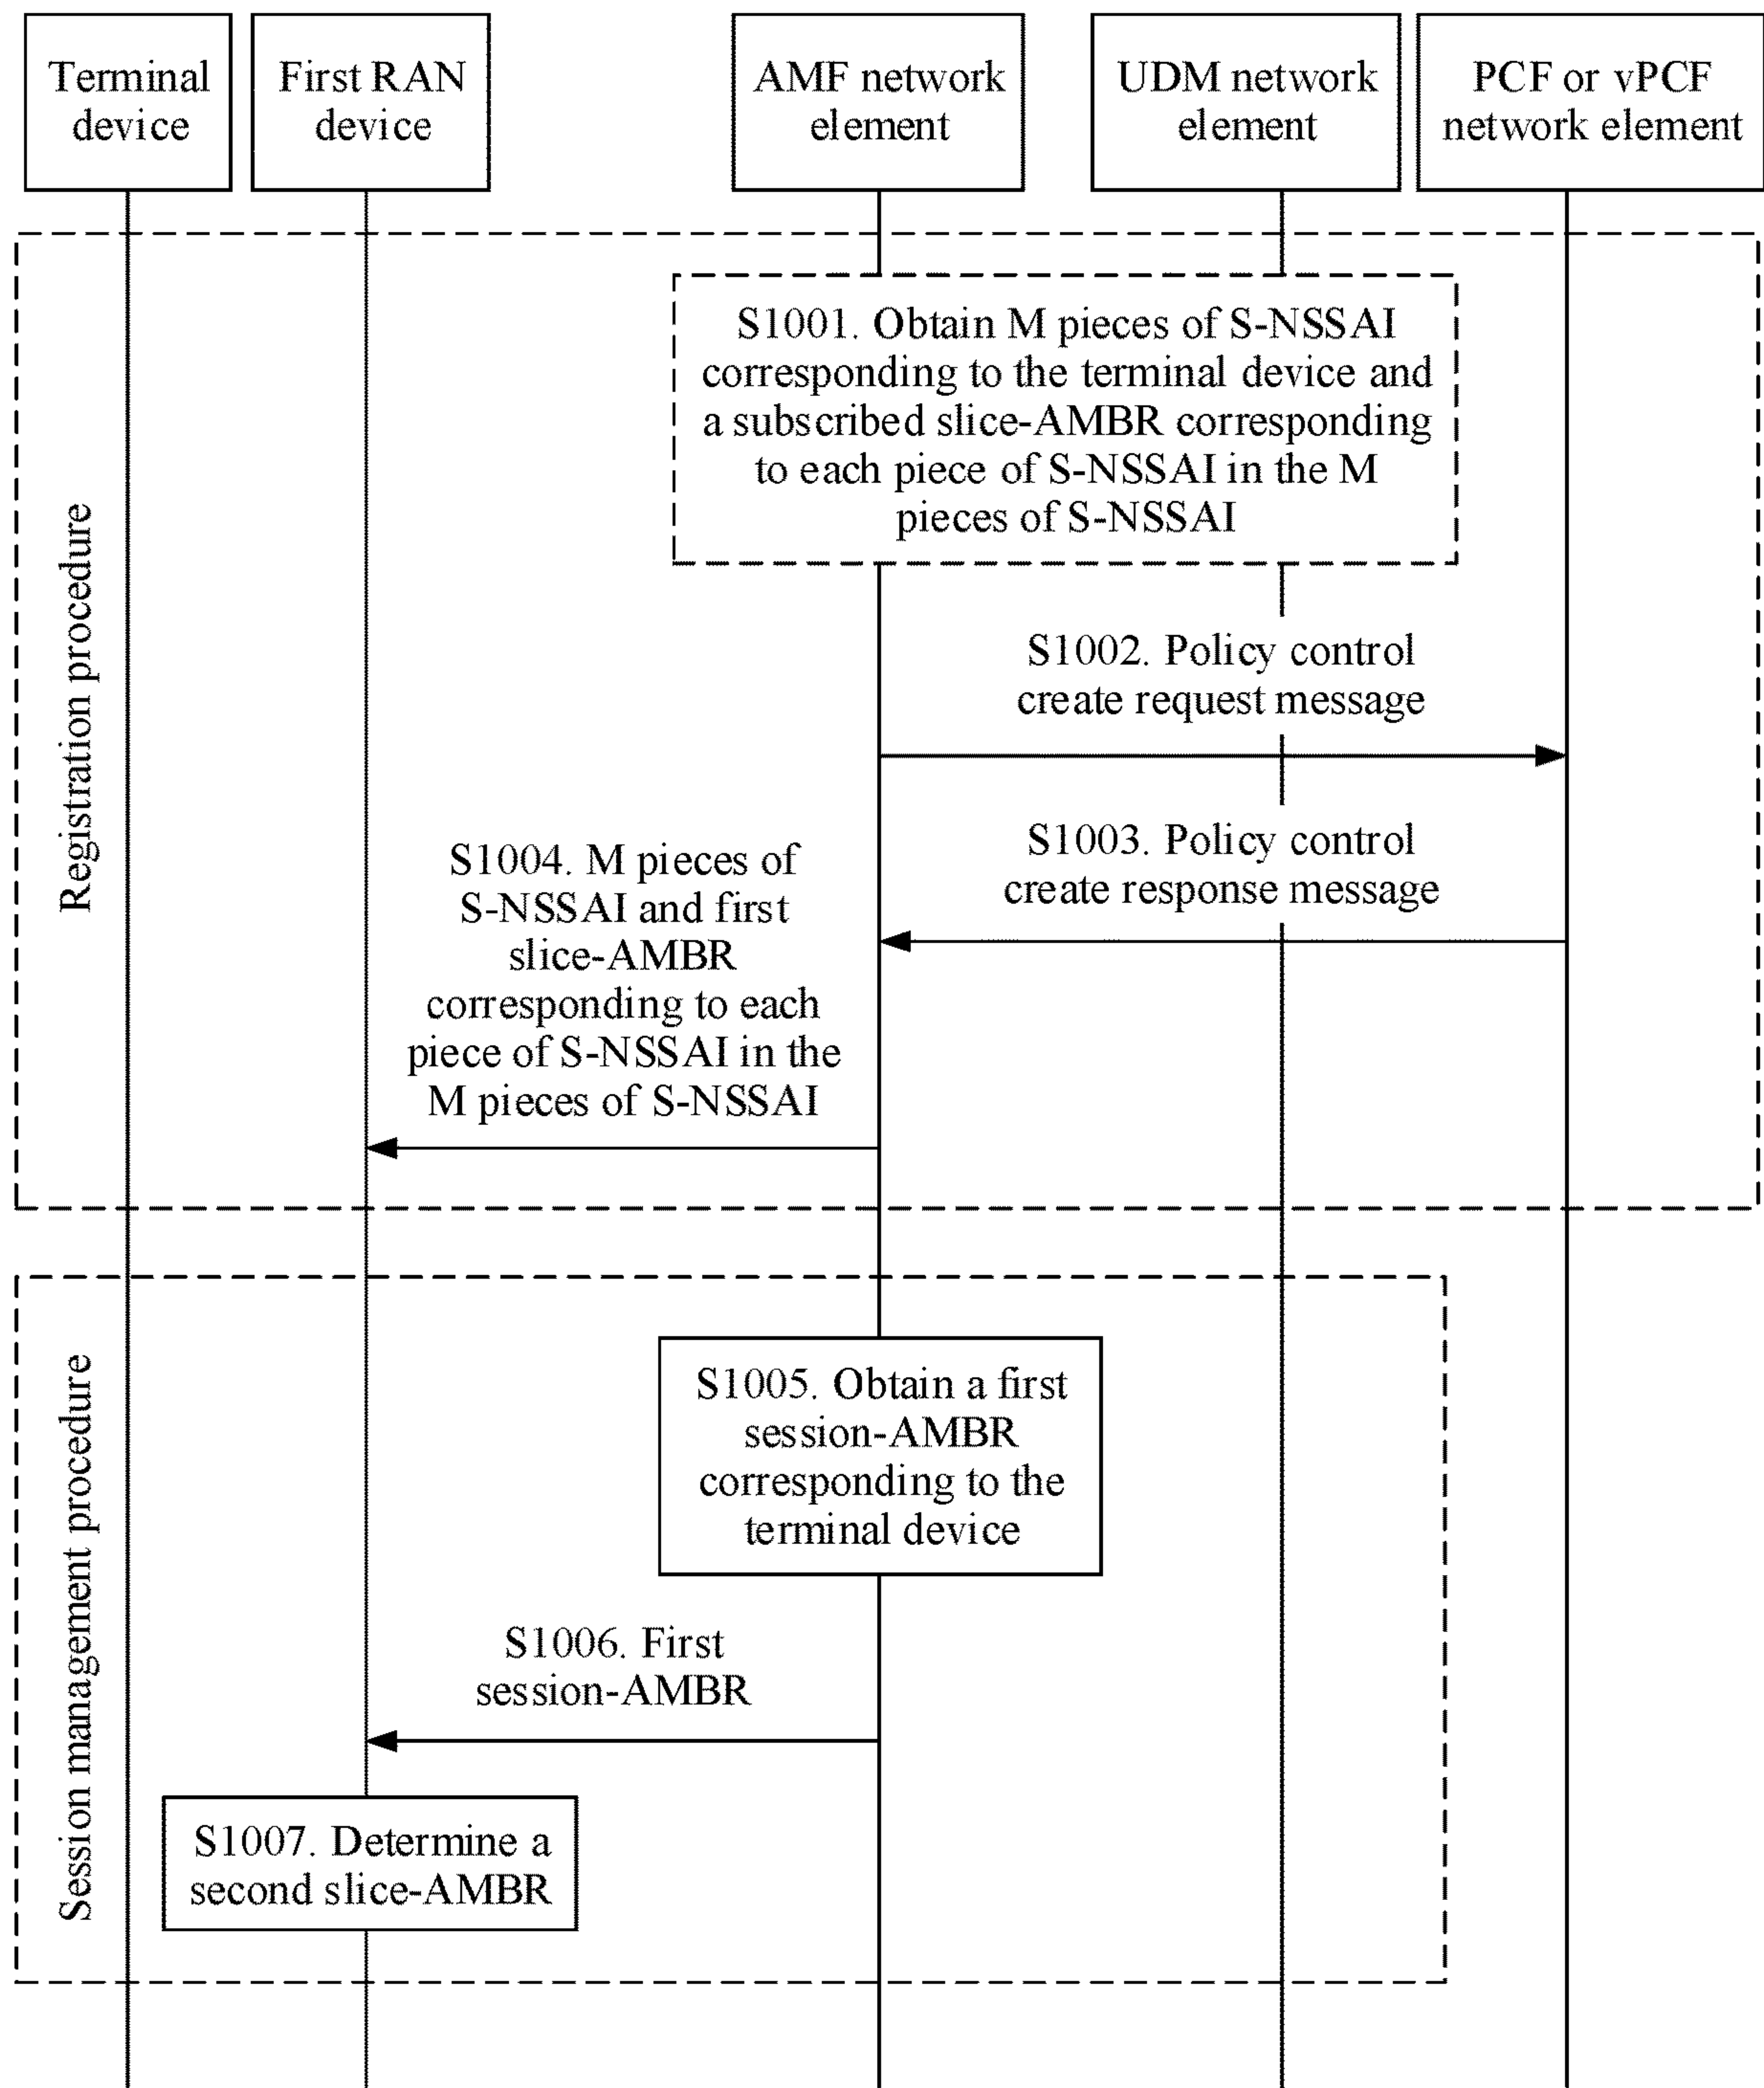 Terminal
device
First RAN
device
AMF network
element
UDM network
element
PCF or vPCF
network element
Registration procedure
S1001. Obtain M pieces of S-NSSAI
corresponding to the terminal device and
a subscribed slice-AMBR corresponding
to each piece of S-NSSAI in the M
pieces of S-NSSAI
S1002. Policy control
create request message
S1003. Policy control
create response message
S1004. M pieces of
S-NSSAI and first
slice-AMBR
corresponding to each
piece of S-NSSAI in the
M pieces of S-NSSAI
Session management procedure
S1005. Obtain a first
session-AMBR
corresponding to the
terminal device
S1006. First
session-AMBR
S1007. Determine a
second slice-AMBR